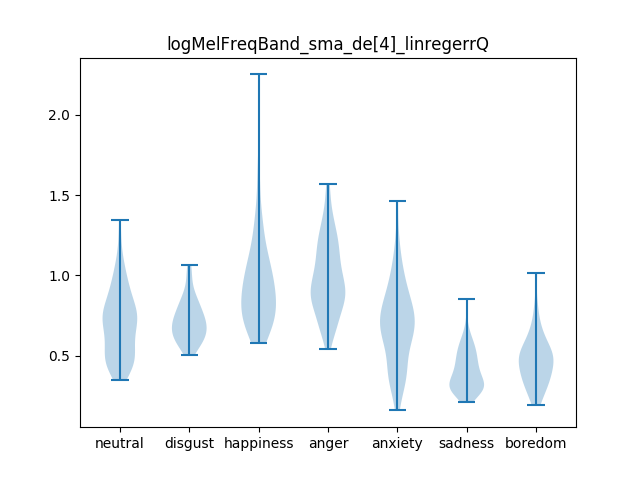 logMelFreqBand_sma_de[4]_linregerrQ
2.0
1.5
1.0
0.5
neutral disgust happiness anger anxiety sadness boredom